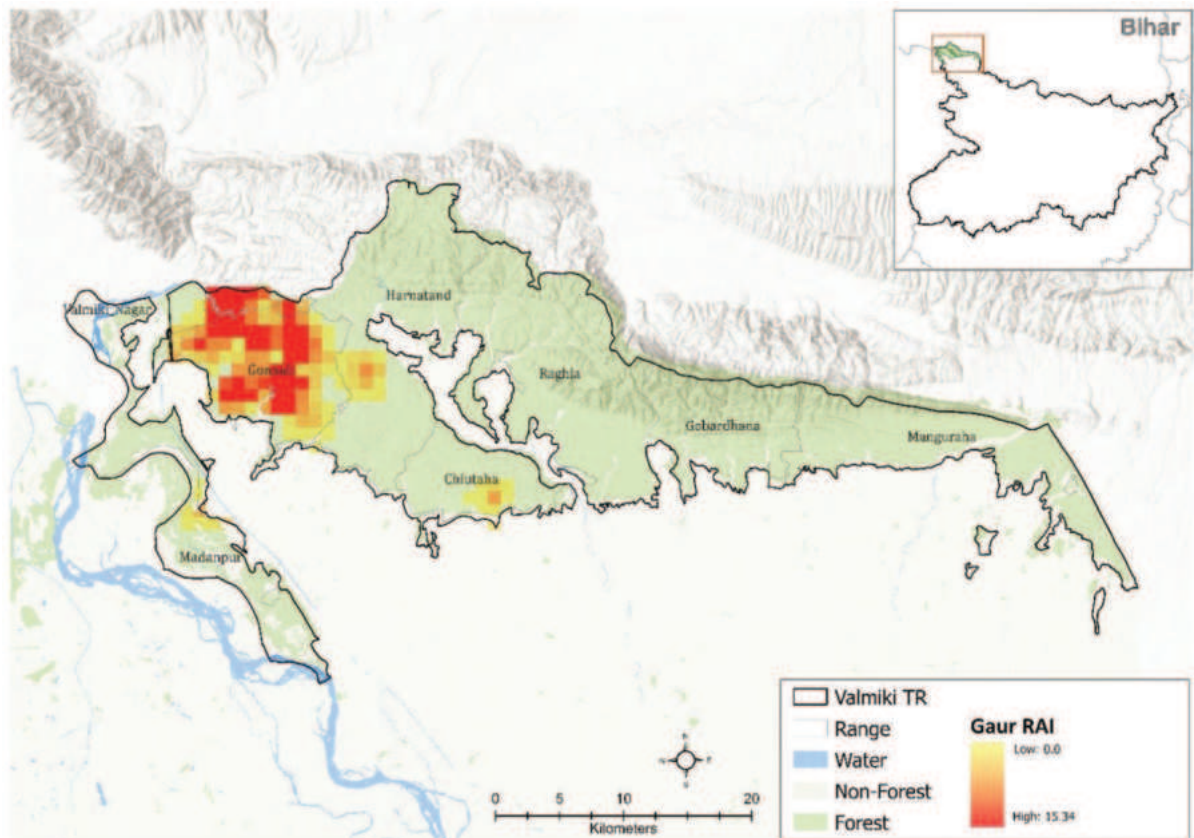 Bihar
Harnatand
Valmiki Nagar
Raghia
Gobardhana
Manguraha
Chiutaha
Madanpur
Valmiki TR
Range
Water
Non-Forest
Forest
Gaur RAI
Low: 0.0
High: 15.34
0 5 10 20
Kilometers